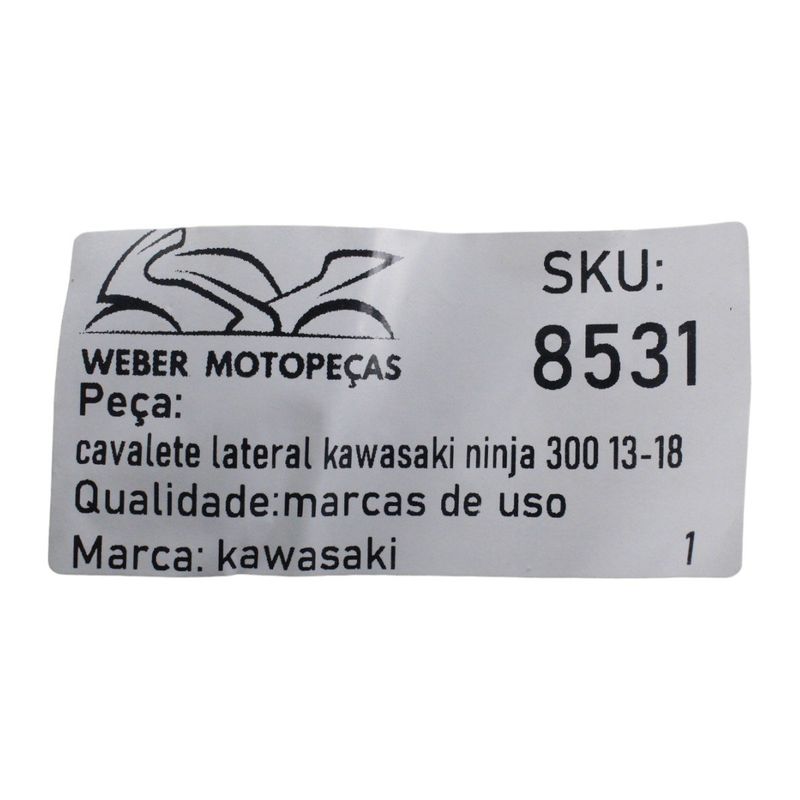 WEBER MOTOPEÇAS
SKU:
8531
Peça:
cavalete lateral kawasaki ninja 300 13-18
Qualidade:marcas de uso
Marca: kawasaki
1